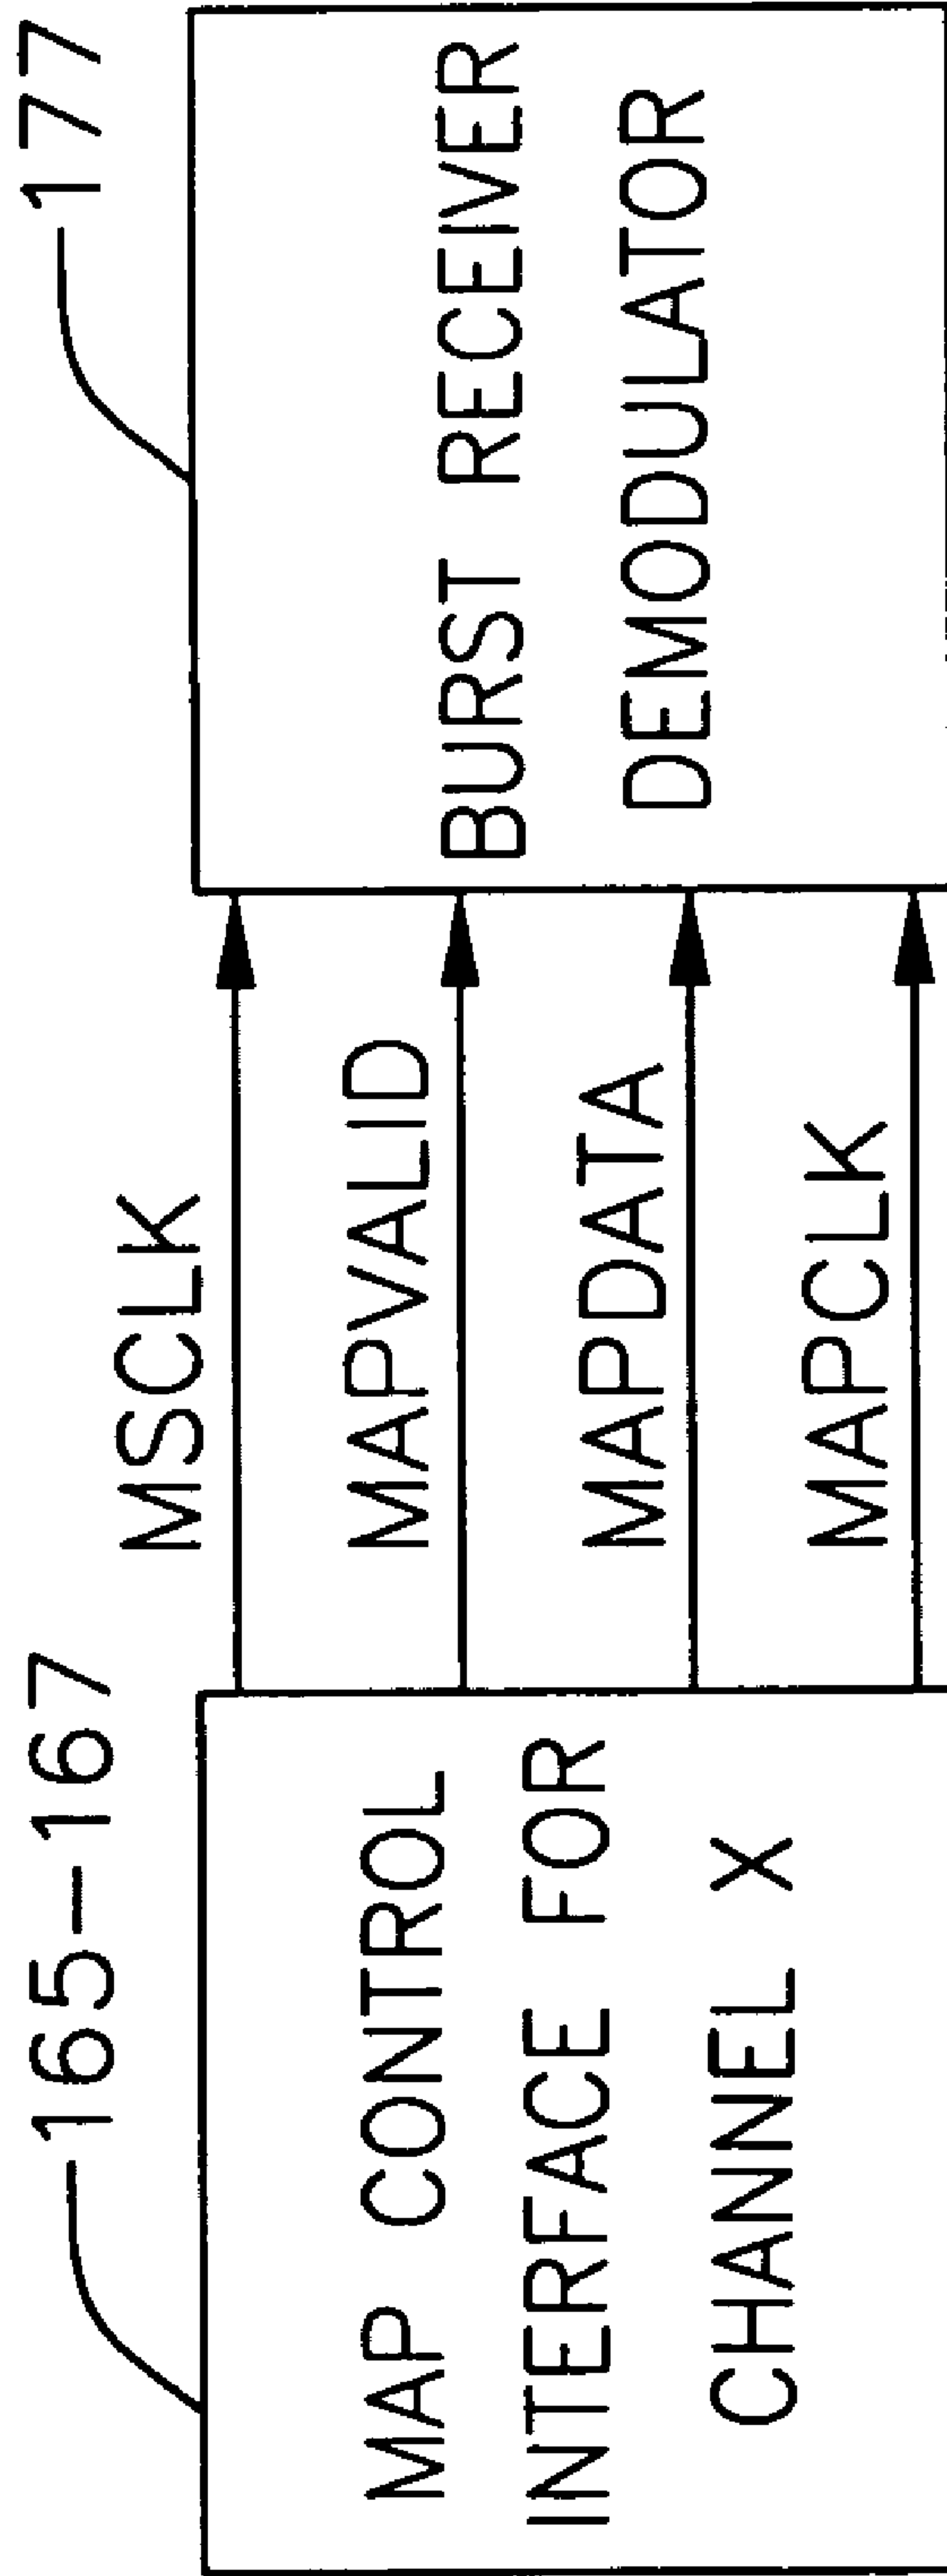 165-167
MAP CONTROL
INTERFACE FOR
CHANNEL X
MSCLK
MAPVALID
MAPDATA
MAPCLK
177
BURST RECEIVER
DEMODULATOR